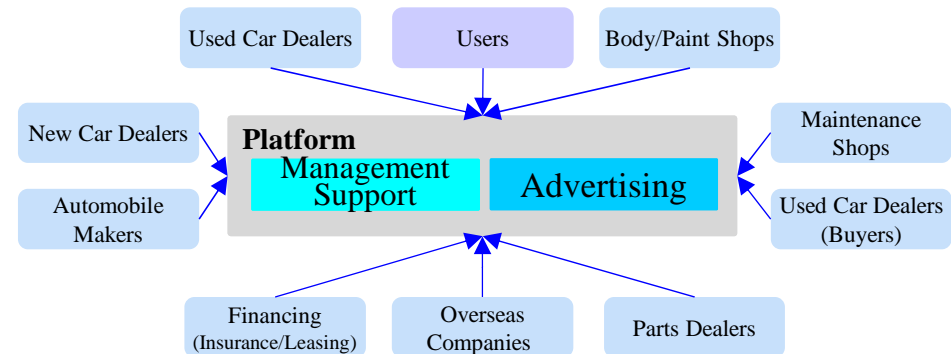 Used Car Dealers
Users
Body/Paint Shops
New Car Dealers
Platform
Maintenance
Shops
Management
Support
Advertising
Automobile
Makers
Used Car Dealers
(Buyers)
Financing
(Insurance/Leasing)
Overseas
Companies
Parts Dealers